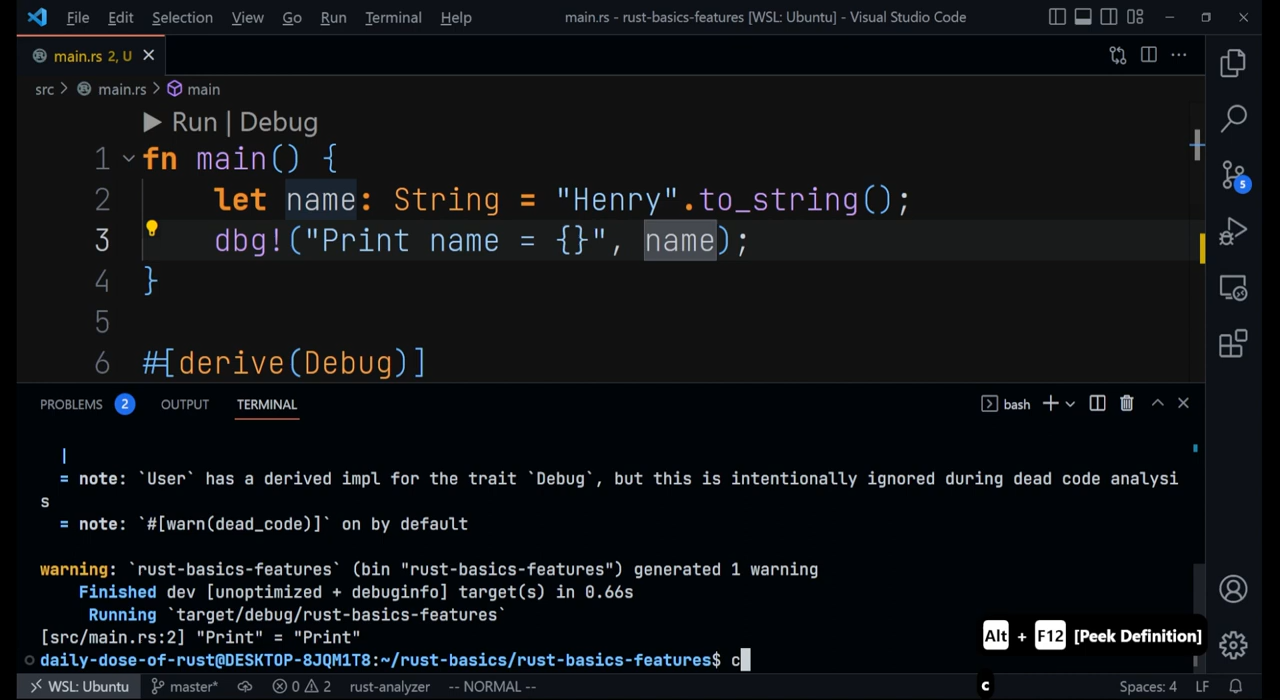 File Edit Selection View Go Run Terminal Help main.rs - rust-basics-features [WSL: Ubuntu] - Visual Studio Code
main.rs 2, U
src > main.rs > main
Run | Debug
1 fn main() {
2 let name: String = "Henry".to_string();
3 dbg!("Print name = {}", name);
4 }
5
6 #[derive(Debug)]
PROBLEMS 2 OUTPUT TERMINAL bash
|
= note: `User` has a derived impl for the trait `Debug`, but this is intentionally ignored during dead code analysi
s
= note: `#[warn(dead_code)]` on by default
warning: `rust-basics-features` (bin "rust-basics-features") generated 1 warning
Finished dev [unoptimized + debuginfo] target(s) in 0.66s
Running `target/debug/rust-basics-features`
[src/main.rs:2] "Print" = "Print"
daily-dose-of-rust@DESKTOP-8JQM1T8:~/rust-basics/rust-basics-features$ c
Alt + F12 [Peek Definition]
5
WSL: Ubuntu master* 0 2 rust-analyzer -- NORMAL -- c Spaces: 4 LF